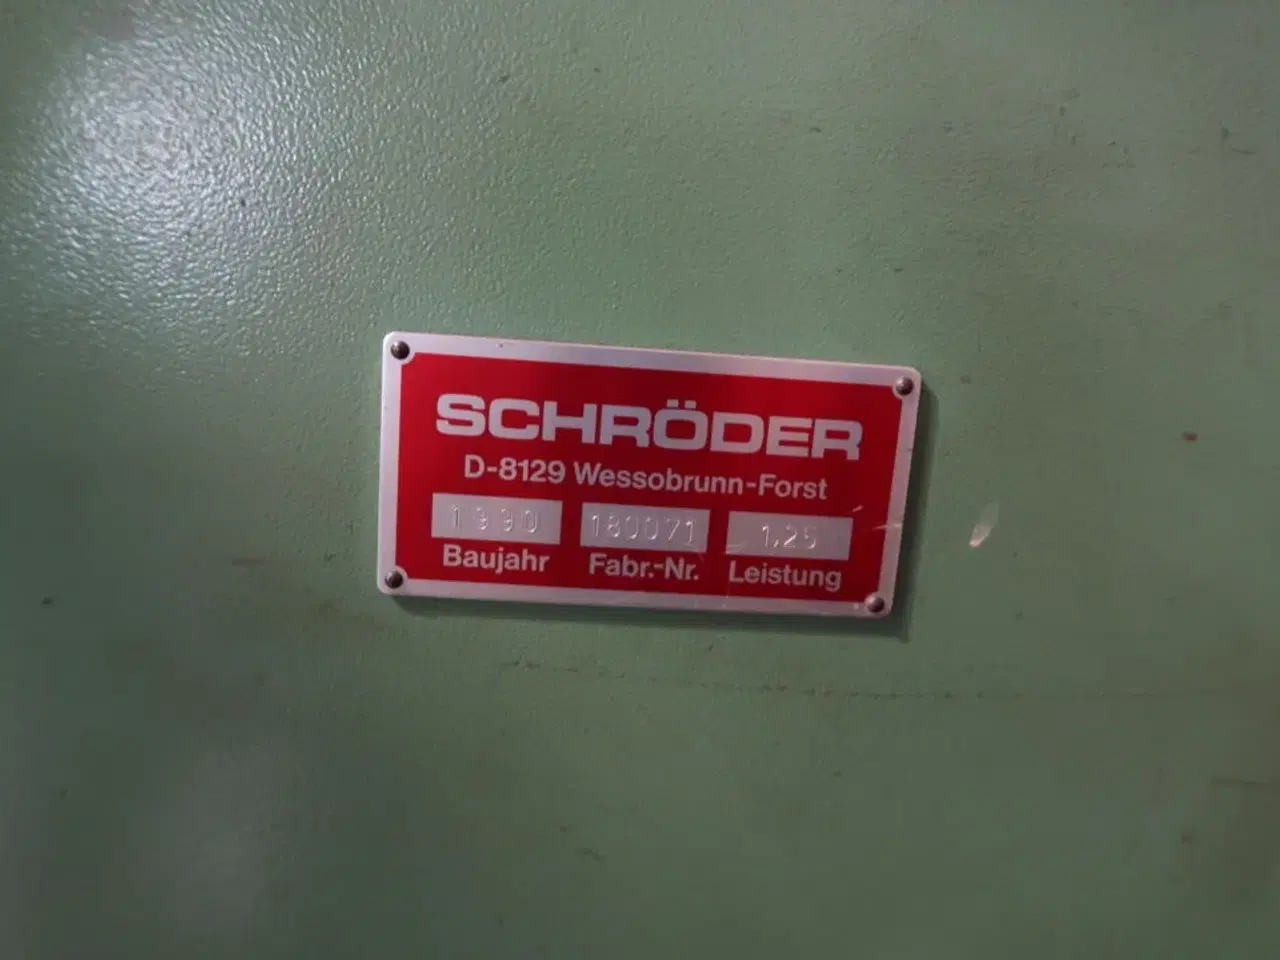 SCHRÖDER
D-8129 Wessobrunn-Forst
1990 180071 1,25
Baujahr Fabr.-Nr. Leistung